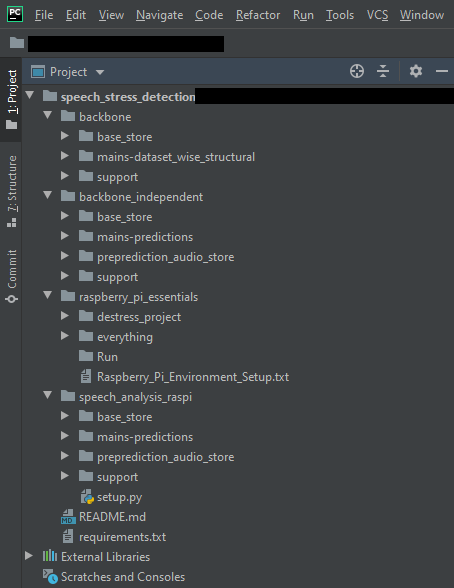 PC File Edit View Navigate Code Refactor Run Tools VCS Window
Project
1: Project
speech_stress_detection
backbone
base_store
mains-dataset_wise_structural
support
backbone_independent
base_store
mains-predictions
preprediction_audio_store
support
raspberry_pi_essentials
destress_project
everything
Run
Raspberry_Pi_Environment_Setup.txt
speech_analysis_raspi
base_store
mains-predictions
preprediction_audio_store
support
setup.py
MD README.md
requirements.txt
External Libraries
Scratches and Consoles
7: Structure
Commit